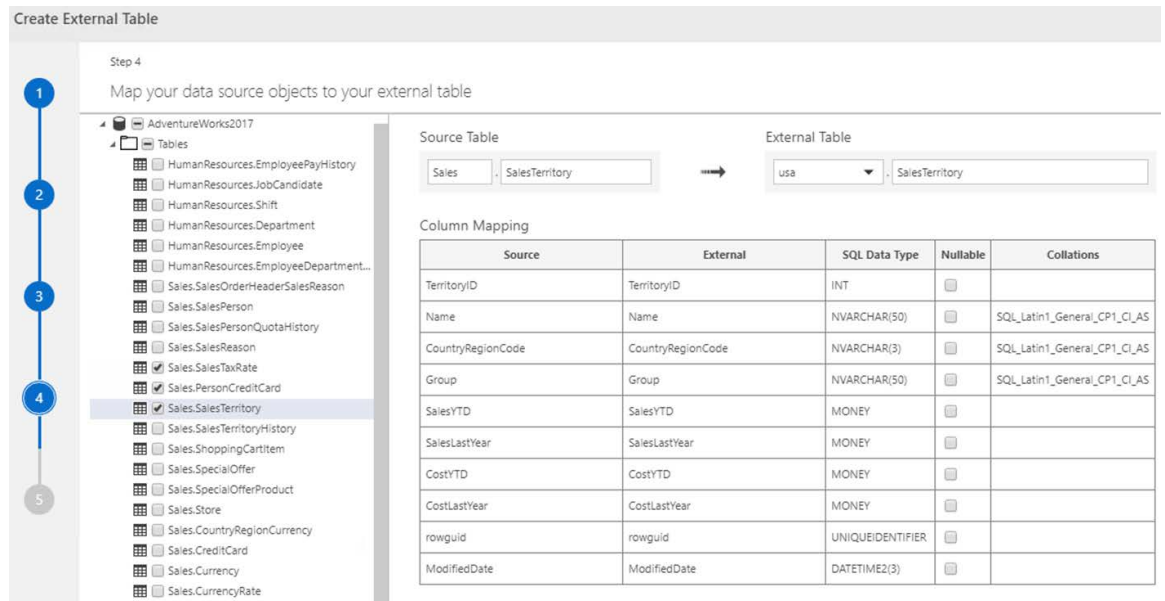 Create External Table
Step 4
Map your data source objects to your external table
1
2
3
4
5
AdventureWorks2017
Tables
HumanResources.EmployeePayHistory
HumanResources.JobCandidate
HumanResources.Shift
HumanResources.Department
HumanResources.Employee
HumanResources.EmployeeDepartment...
Sales.SalesOrderHeaderSalesReason
Sales.SalesPerson
Sales.SalesPersonQuotaHistory
Sales.SalesReason
Sales.SalesTaxRate
Sales.PersonCreditCard
Sales.SalesTerritory
Sales.SalesTerritoryHistory
Sales.ShoppingCartItem
Sales.SpecialOffer
Sales.SpecialOfferProduct
Sales.Store
Sales.CountryRegionCurrency
Sales.CreditCard
Sales.Currency
Sales.CurrencyRate
Source Table External Table
Sales . SalesTerritory usa . SalesTerritory
Column Mapping
Source External SQL Data Type Nullable Collations
TerritoryID TerritoryID INT
Name Name NVARCHAR(50) SQL_Latin1_General_CP1_CI_AS
CountryRegionCode CountryRegionCode NVARCHAR(3) SQL_Latin1_General_CP1_CI_AS
Group Group NVARCHAR(50) SQL_Latin1_General_CP1_CI_AS
SalesYTD SalesYTD MONEY
SalesLastYear SalesLastYear MONEY
CostYTD CostYTD MONEY
CostLastYear CostLastYear MONEY
rowguid rowguid UNIQUEIDENTIFIER
ModifiedDate ModifiedDate DATETIME2(3)